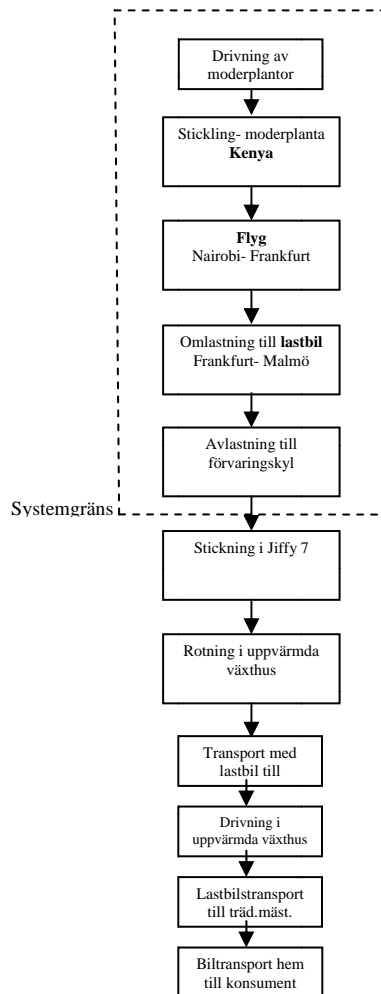 Drivning av
moderplantor
Stickling- moderplanta
Kenya
Flyg
Nairobi- Frankfurt
Omlastning till lastbil
Frankfurt- Malmö
Avlastning till
förvaringskyl
Systemgräns
Stickning i Jiffy 7
Rotning i uppvärmda
växthus
Transport med
lastbil till
Drivning i
uppvärmda växthus
Lastbilstransport
till träd.mäst.
Biltransport hem
till konsument